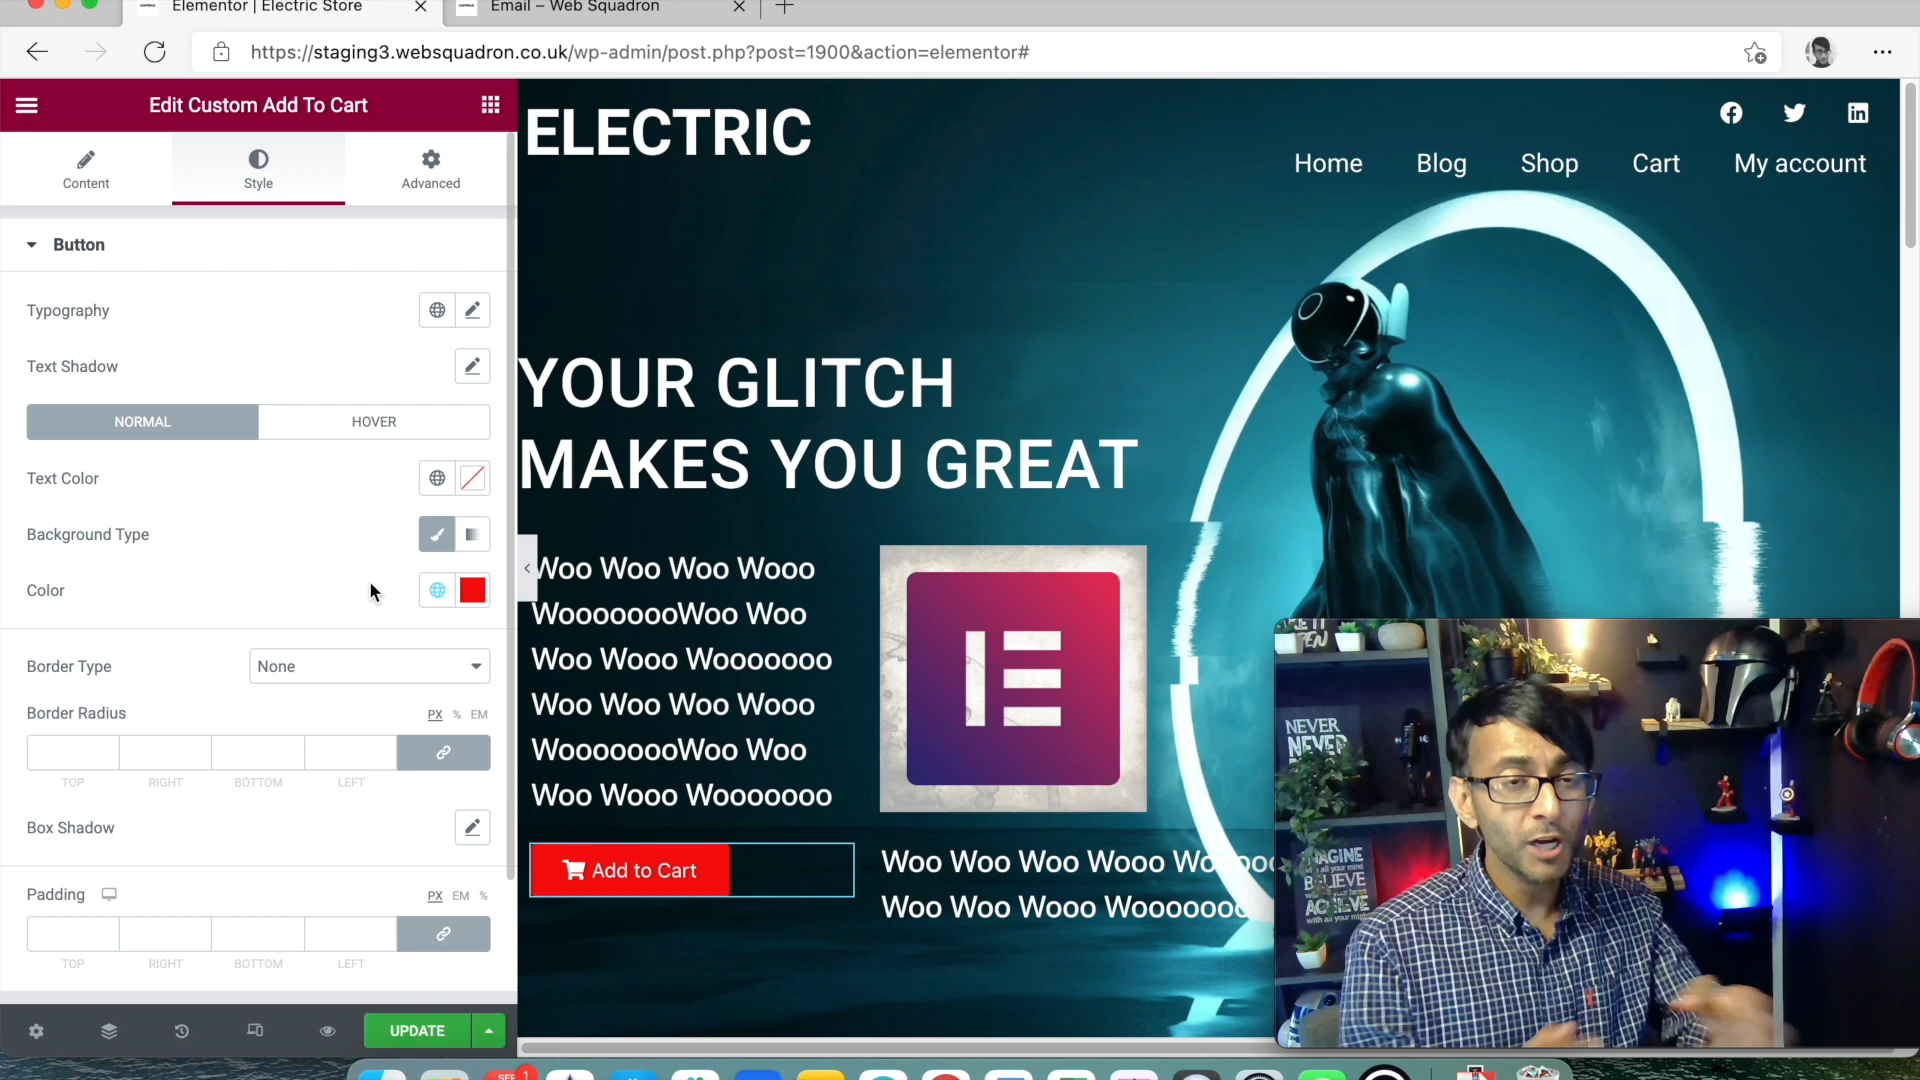 Elementor | Electric Store
Email – Web Squadron
https://staging3.websquadron.co.uk/wp-admin/post.php?post=1900&action=elementor#
Edit Custom Add To Cart
Content
Style
Advanced
Button
Typography
Text Shadow
NORMAL
HOVER
Text Color
Background Type
Color
Border Type
None
Border Radius
PX % EM
TOP RIGHT BOTTOM LEFT
Box Shadow
Padding
PX EM %
TOP RIGHT BOTTOM LEFT
UPDATE
ELECTRIC
Home Blog Shop Cart My account
YOUR GLITCH
MAKES YOU GREAT
Woo Woo Woo Wooo
WoooooooWoo Woo
Woo Wooo Wooooooo
Woo Woo Woo Wooo
WoooooooWoo Woo
Woo Wooo Wooooooo
Add to Cart
Woo Woo Woo Wooo
Woo Woo Wooo
NEVER
NEVER
IMAGINE
BELIEVE
ACHIEVE
SEP
1